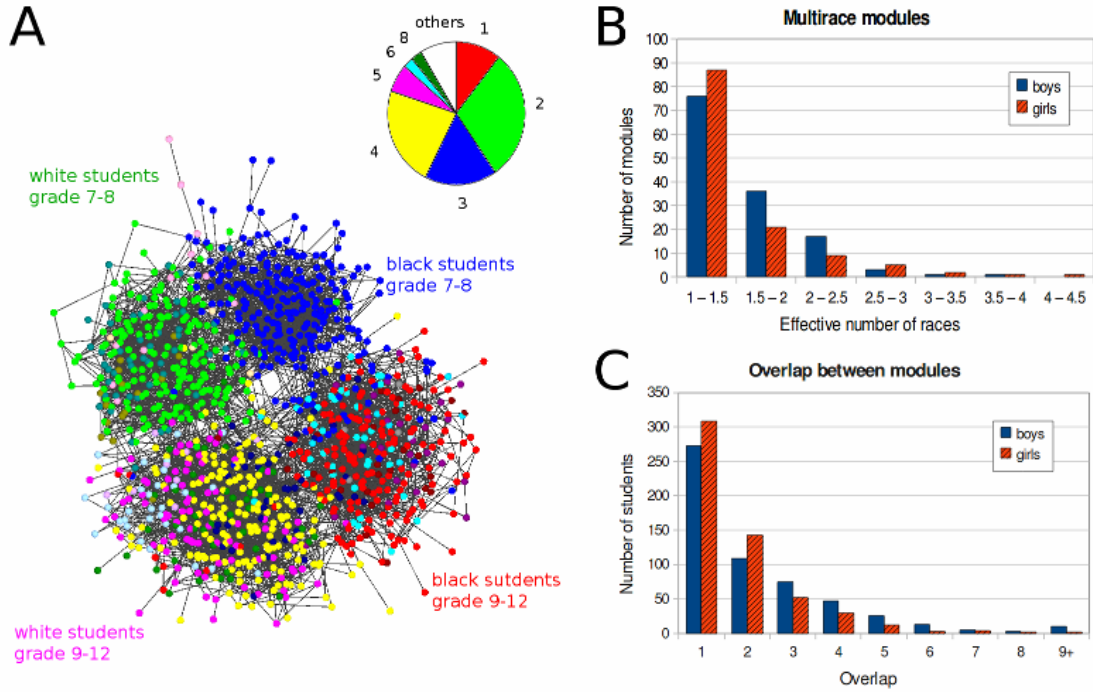 A
others
8
1
6
5
2
4
3
white students
grade 7-8
black students
grade 7-8
black sutdents
grade 9-12
white students
grade 9-12
B
Multirace modules
Number of modules
100
90
80
70
60
50
40
30
20
10
0
boys
girls
1 – 1.5
1.5 – 2
2 – 2.5
2.5 – 3
3 – 3.5
3.5 – 4
4 – 4.5
Effective number of races
C
Overlap between modules
Number of students
350
300
250
200
150
100
50
0
boys
girls
1
2
3
4
5
6
7
8
9+
Overlap